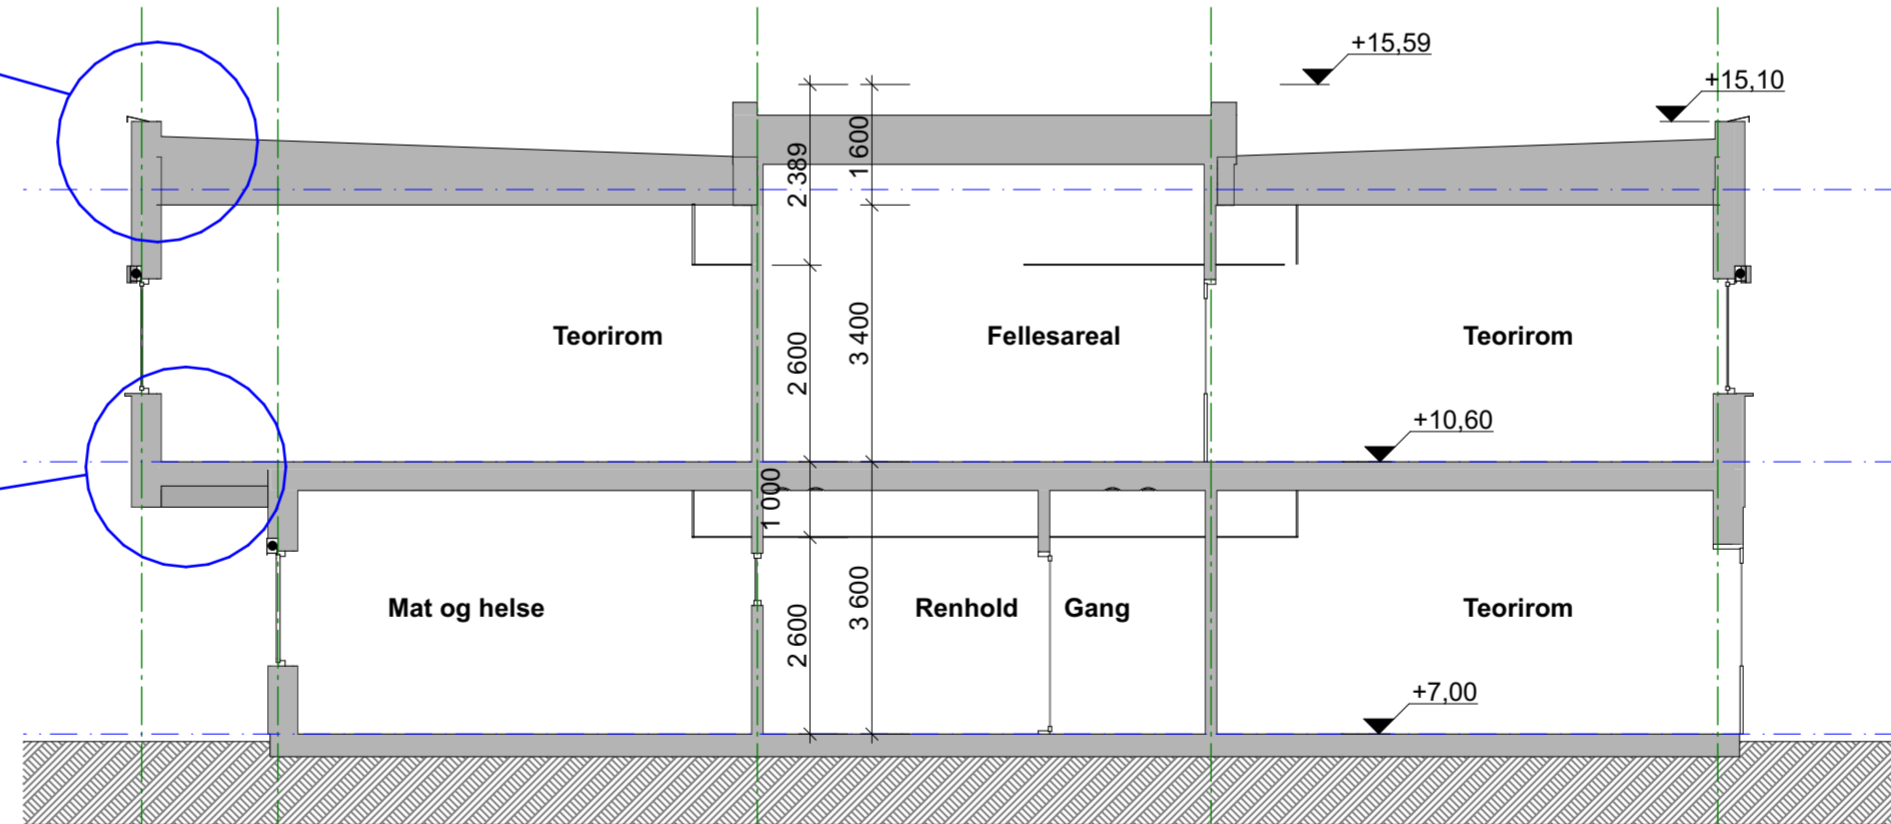 +15,59
+15,10
2 389
1 600
Teorirom
Fellesareal
Teorirom
2 600
3 400
+10,60
1 000
Mat og helse
Renhold
Gang
Teorirom
2 600
3 600
+7,00